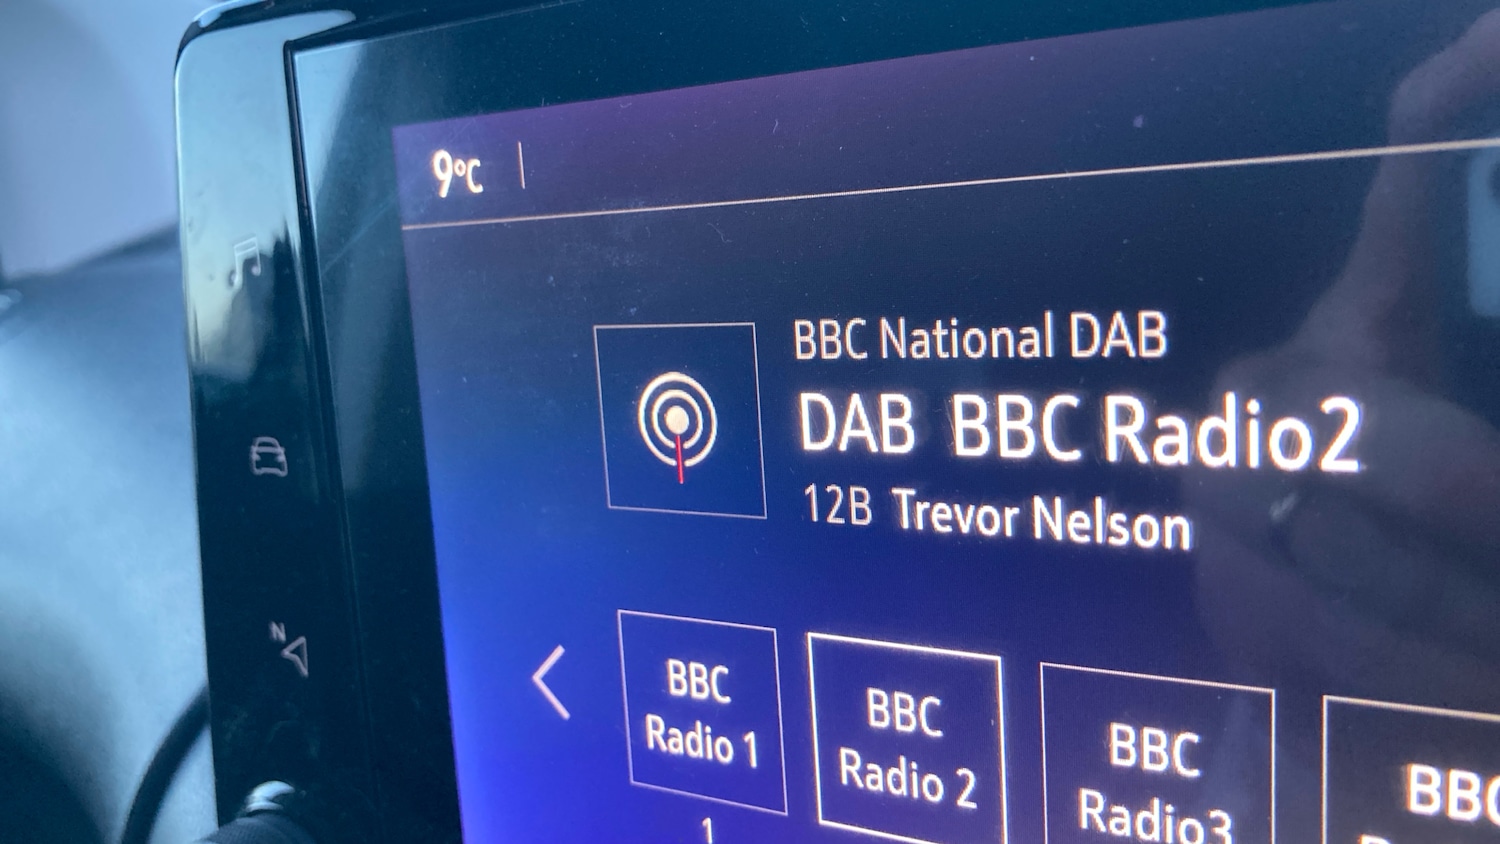 9°C
BBC National DAB
DAB BBC Radio2
12B Trevor Nelson
N
BBC
Radio 1
BBC
Radio 2
BBC
Radio3
BBC
1